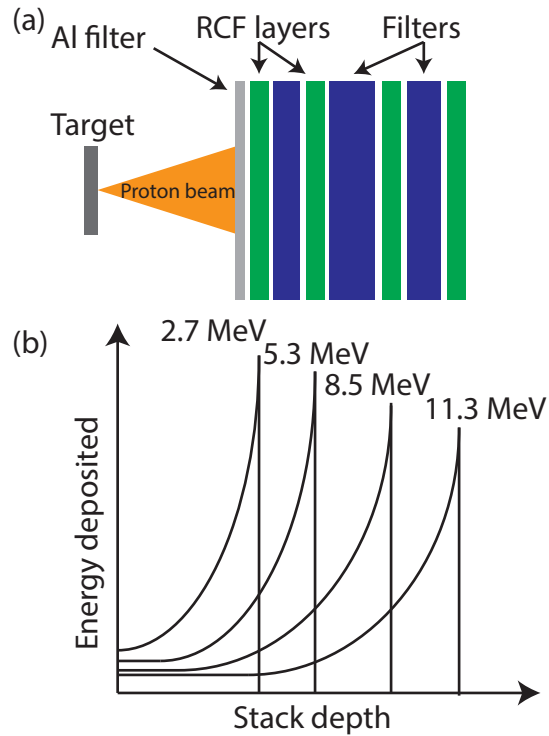 (a)
Al filter
RCF layers
Filters
Target
Proton beam
(b)
2.7 MeV
5.3 MeV
8.5 MeV
11.3 MeV
Energy deposited
Stack depth